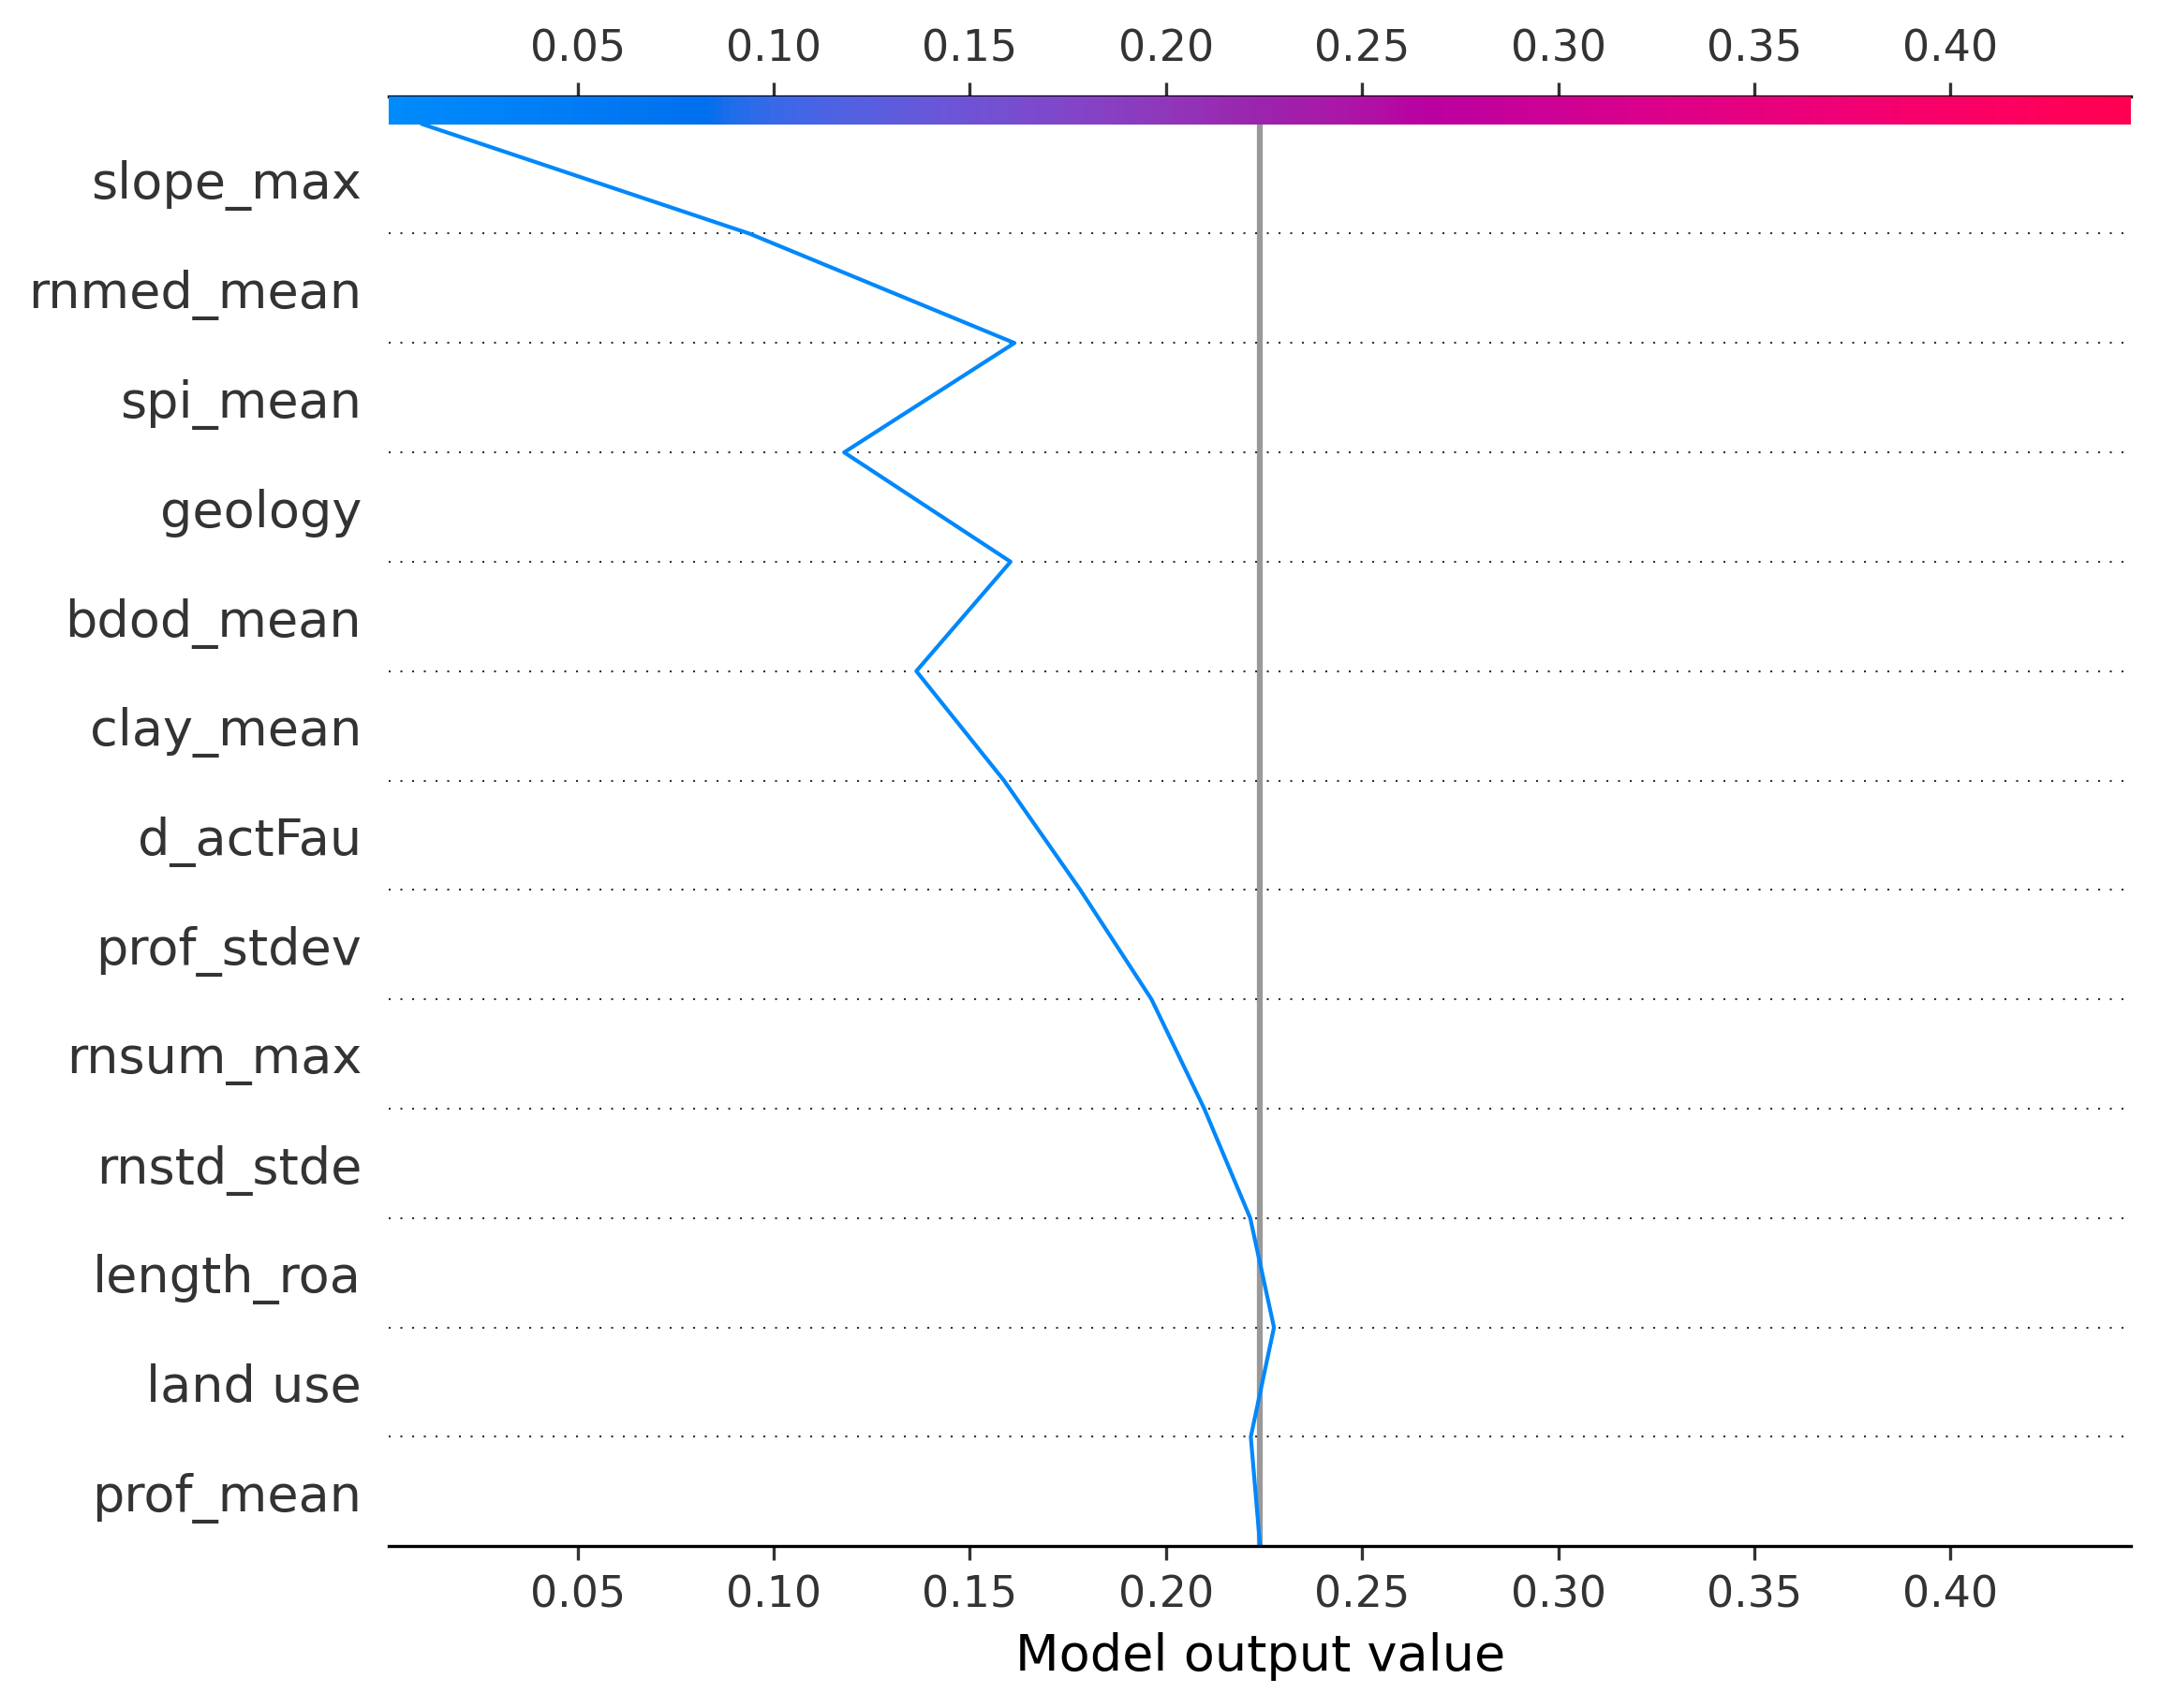 0.05 0.10 0.15 0.20 0.25 0.30 0.35 0.40
slope_max
rnmed_mean
spi_mean
geology
bdod_mean
clay_mean
d_actFau
prof_stdev
rnsum_max
rnstd_stde
length_roa
land use
prof_mean
0.05 0.10 0.15 0.20 0.25 0.30 0.35 0.40
Model output value